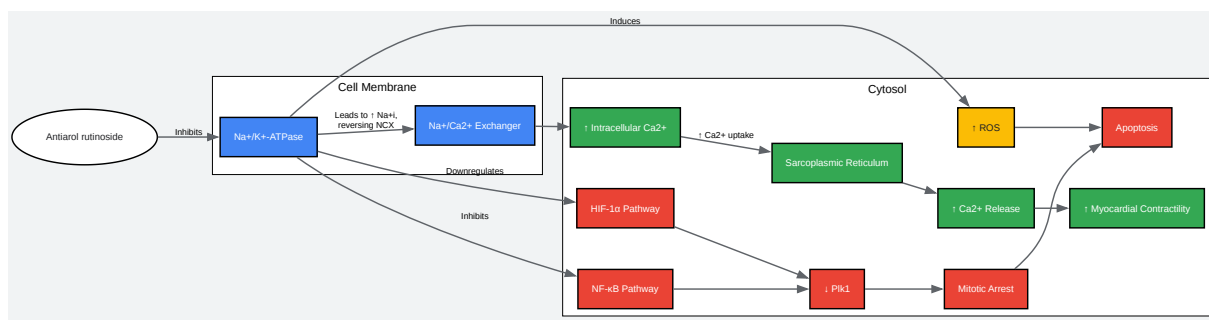 Induces
Cell Membrane
Cytosol
Antiarol rutinoside
Inhibits
Na+/K+-ATPase
Leads to ↑ Na+i,
reversing NCX
Na+/Ca2+ Exchanger
↑ Intracellular Ca2+
↑ Ca2+ uptake
Sarcoplasmic Reticulum
↑ ROS
Apoptosis
Downregulates
HIF-1α Pathway
↑ Ca2+ Release
↑ Myocardial Contractility
Inhibits
NF-κB Pathway
↓ Plk1
Mitotic Arrest